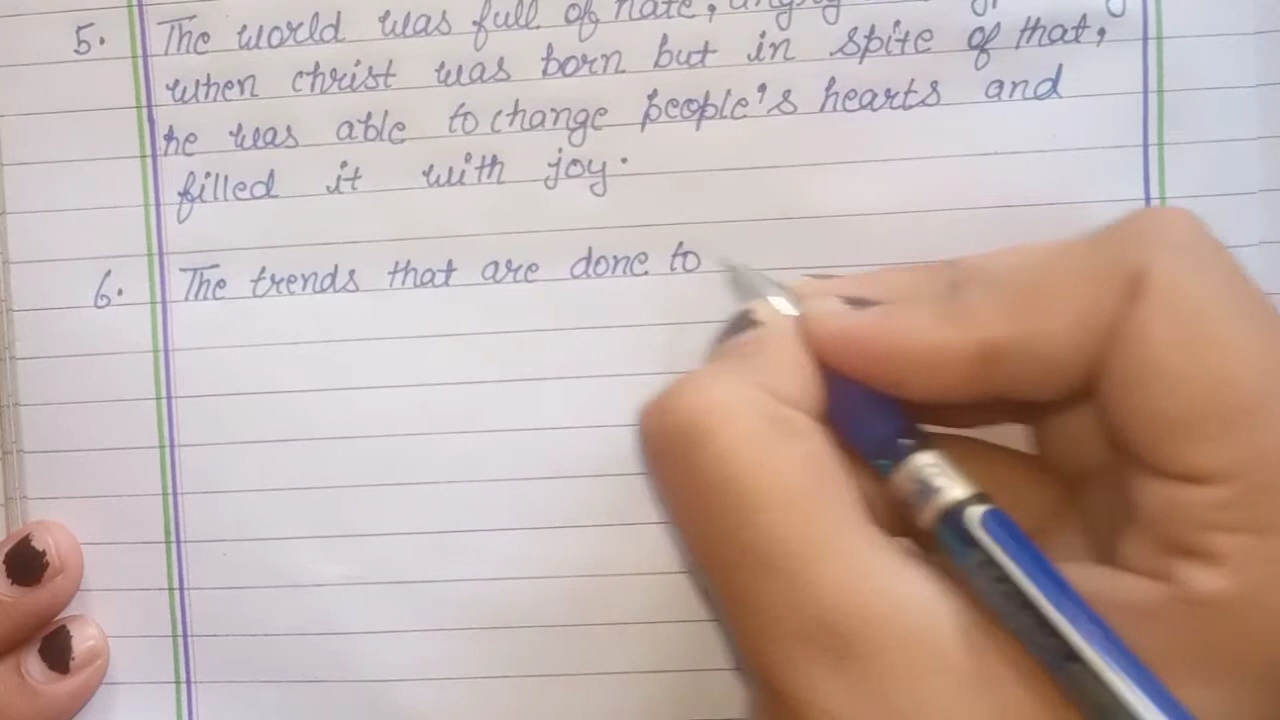 5. The world was full of hate,
when christ was born but in spite of that,
he was able to change people's hearts and
filled it with joy.
6. The trends that are done to